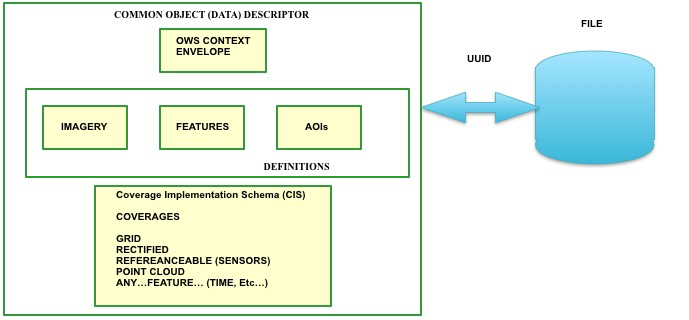 COMMON OBJECT (DATA) DESCRIPTOR
OWS CONTEXT
ENVELOPE
IMAGERY
FEATURES
AOIs
DEFINITIONS
Coverage Implementation Schema (CIS)
COVERAGES
GRID
RECTIFIED
REFEREANCEABLE (SENSORS)
POINT CLOUD
ANY…FEATURE… (TIME, Etc…)
UUID
FILE